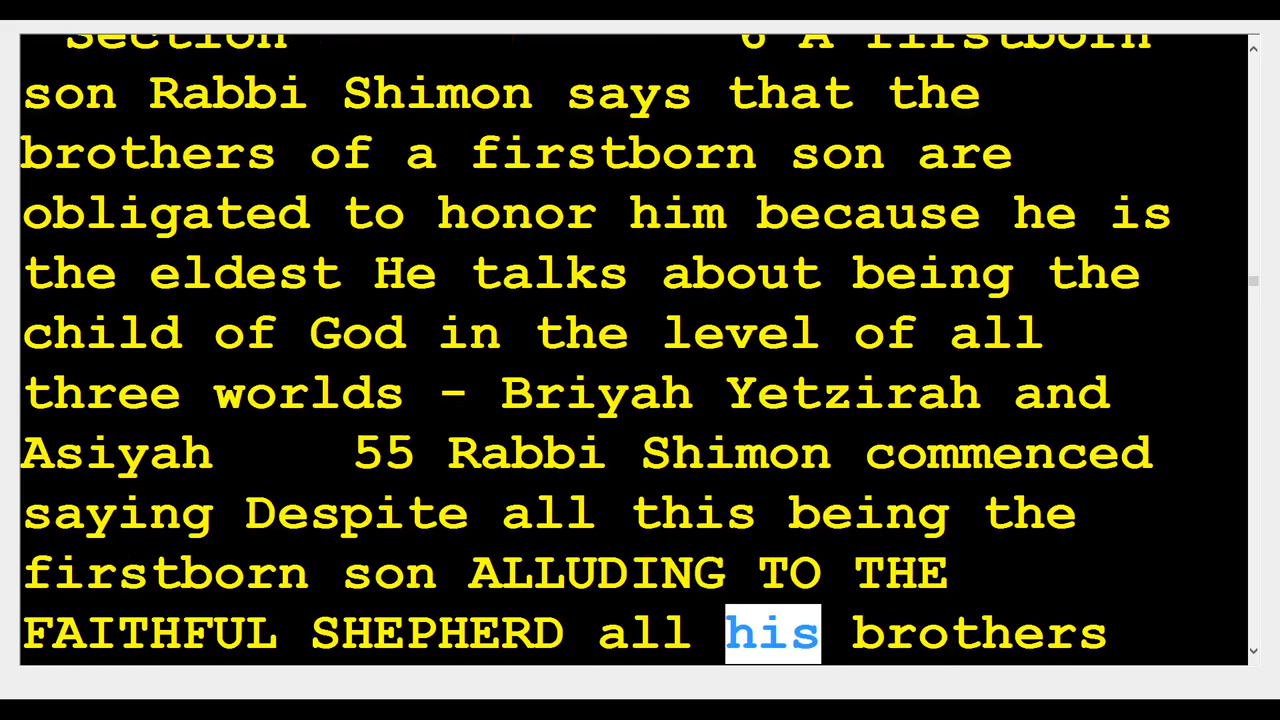 Section 6 A firstborn
son Rabbi Shimon says that the
brothers of a firstborn son are
obligated to honor him because he is
the eldest He talks about being the
child of God in the level of all
three worlds - Briyah Yetzirah and
Asiyah 55 Rabbi Shimon commenced
saying Despite all this being the
firstborn son ALLUDING TO THE
FAITHFUL SHEPHERD all his brothers